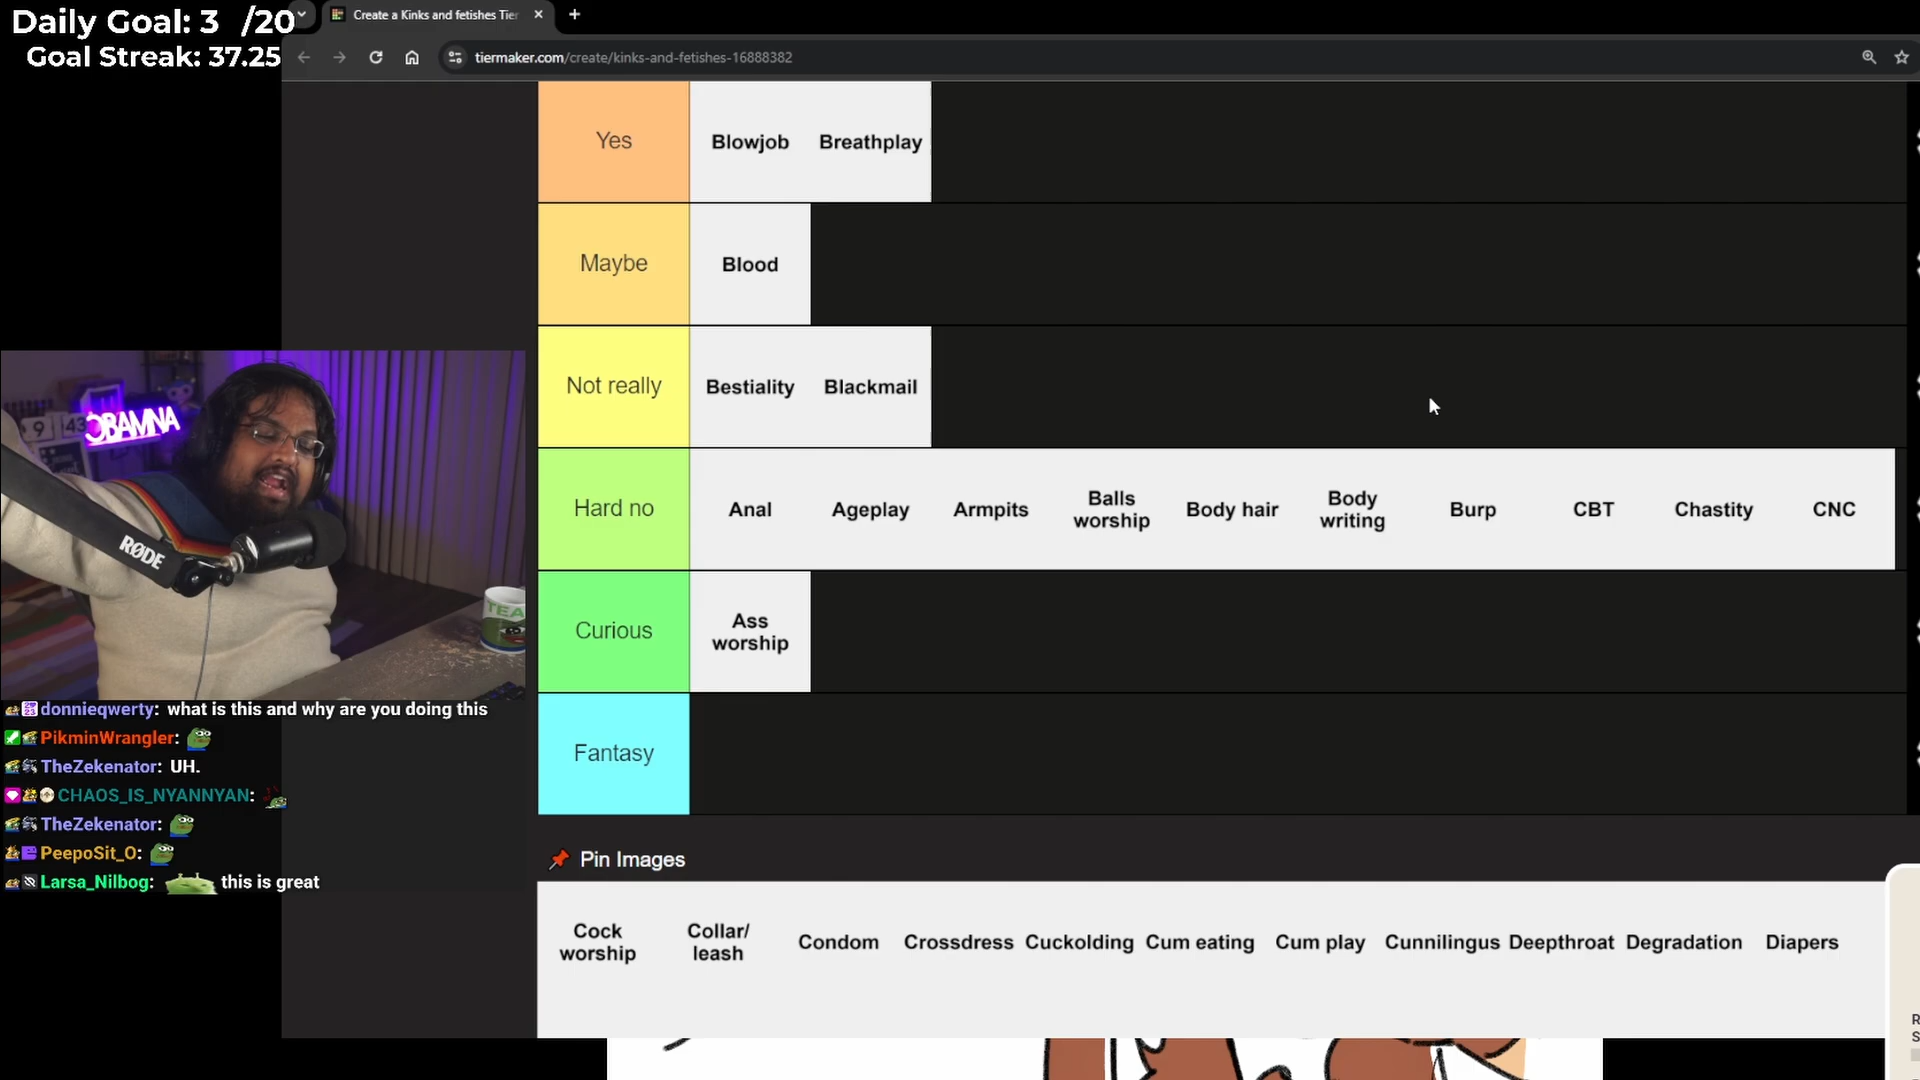 Daily Goal: 3 /20
Goal Streak: 37.25
Create a Kinks and fetishes Tier
tiermaker.com/create/kinks-and-fetishes-16888382
Yes
Blowjob
Breathplay
Maybe
Blood
Not really
Bestiality
Blackmail
Hard no
Anal
Ageplay
Armpits
Balls
worship
Body hair
Body
writing
Burp
CBT
Chastity
CNC
Curious
Ass
worship
Fantasy
9 43
OBAMNA
RØDE
TEA
donnieqwerty: what is this and why are you doing this
PikminWrangler:
TheZekenator: UH.
CHAOS_IS_NYANNYAN:
TheZekenator:
PeepoSit_O:
Larsa_Nilbog: this is great
Pin Images
Cock
worship
Collar/
leash
Condom
Crossdress
Cuckolding
Cum eating
Cum play
Cunnilingus
Deepthroat
Degradation
Diapers
R
S